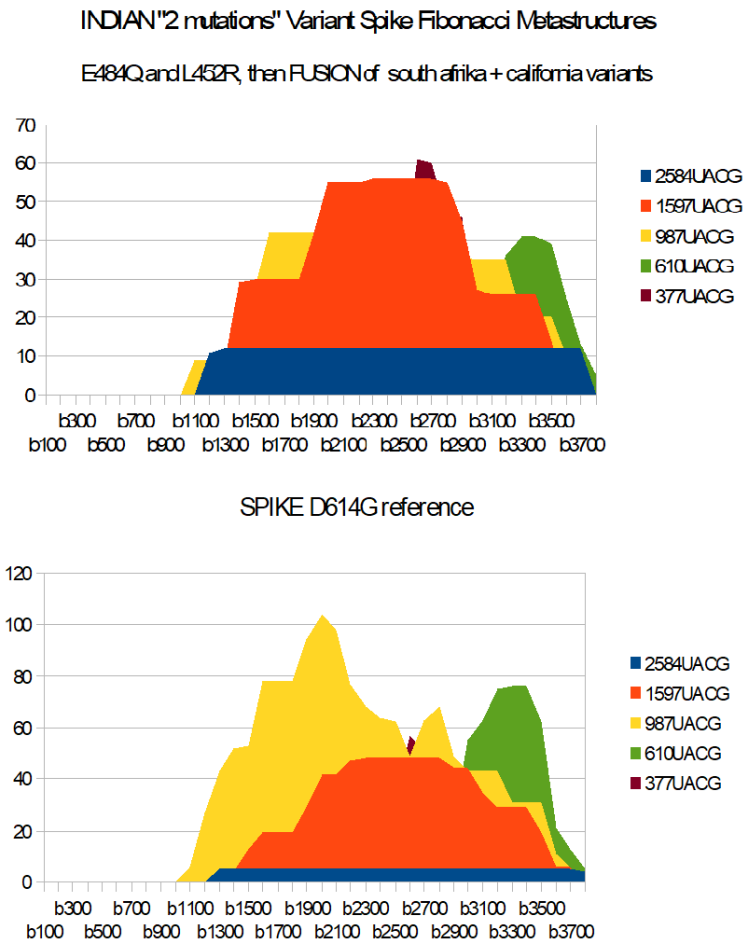 INDIAN "2 mutations" Variant Spike Fibonacci Metastructures
E484Q and L452R, then FUSION of south afrika + california variants
70
60
50
40
30
20
10
0
2584UACG
1597UACG
987UACG
610UACG
377UACG
b300 b700 b1100 b1500 b1900 b2300 b2700 b3100 b3500
b100 b500 b900 b1300 b1700 b2100 b2500 b2900 b3300 b3700
SPIKE D614G reference
120
100
80
60
40
20
0
2584UACG
1597UACG
987UACG
610UACG
377UACG
b300 b700 b1100 b1500 b1900 b2300 b2700 b3100 b3500
b100 b500 b900 b1300 b1700 b2100 b2500 b2900 b3300 b3700